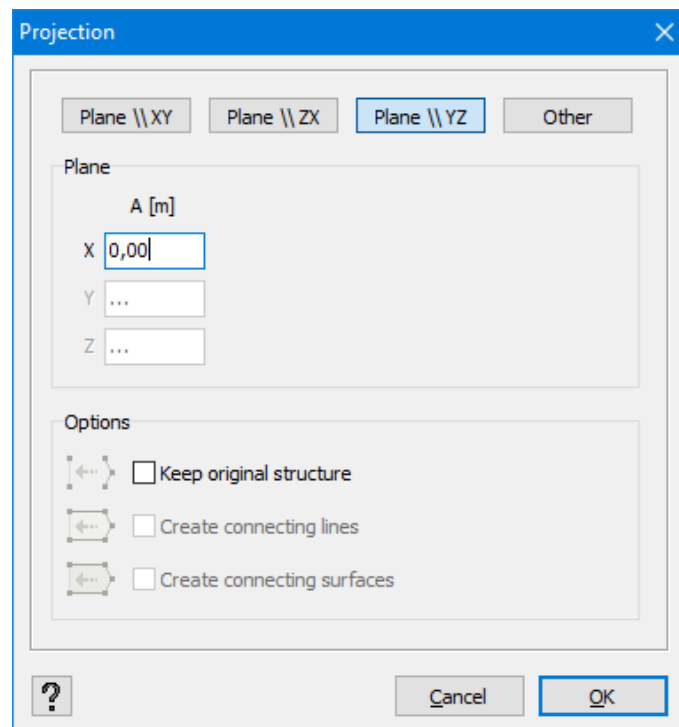 Projection
Plane \\ XY Plane \\ ZX Plane \\ YZ Other
Plane
A [m]
X 0,00
Y ...
Z ...
Options
Keep original structure
Create connecting lines
Create connecting surfaces
? Cancel OK